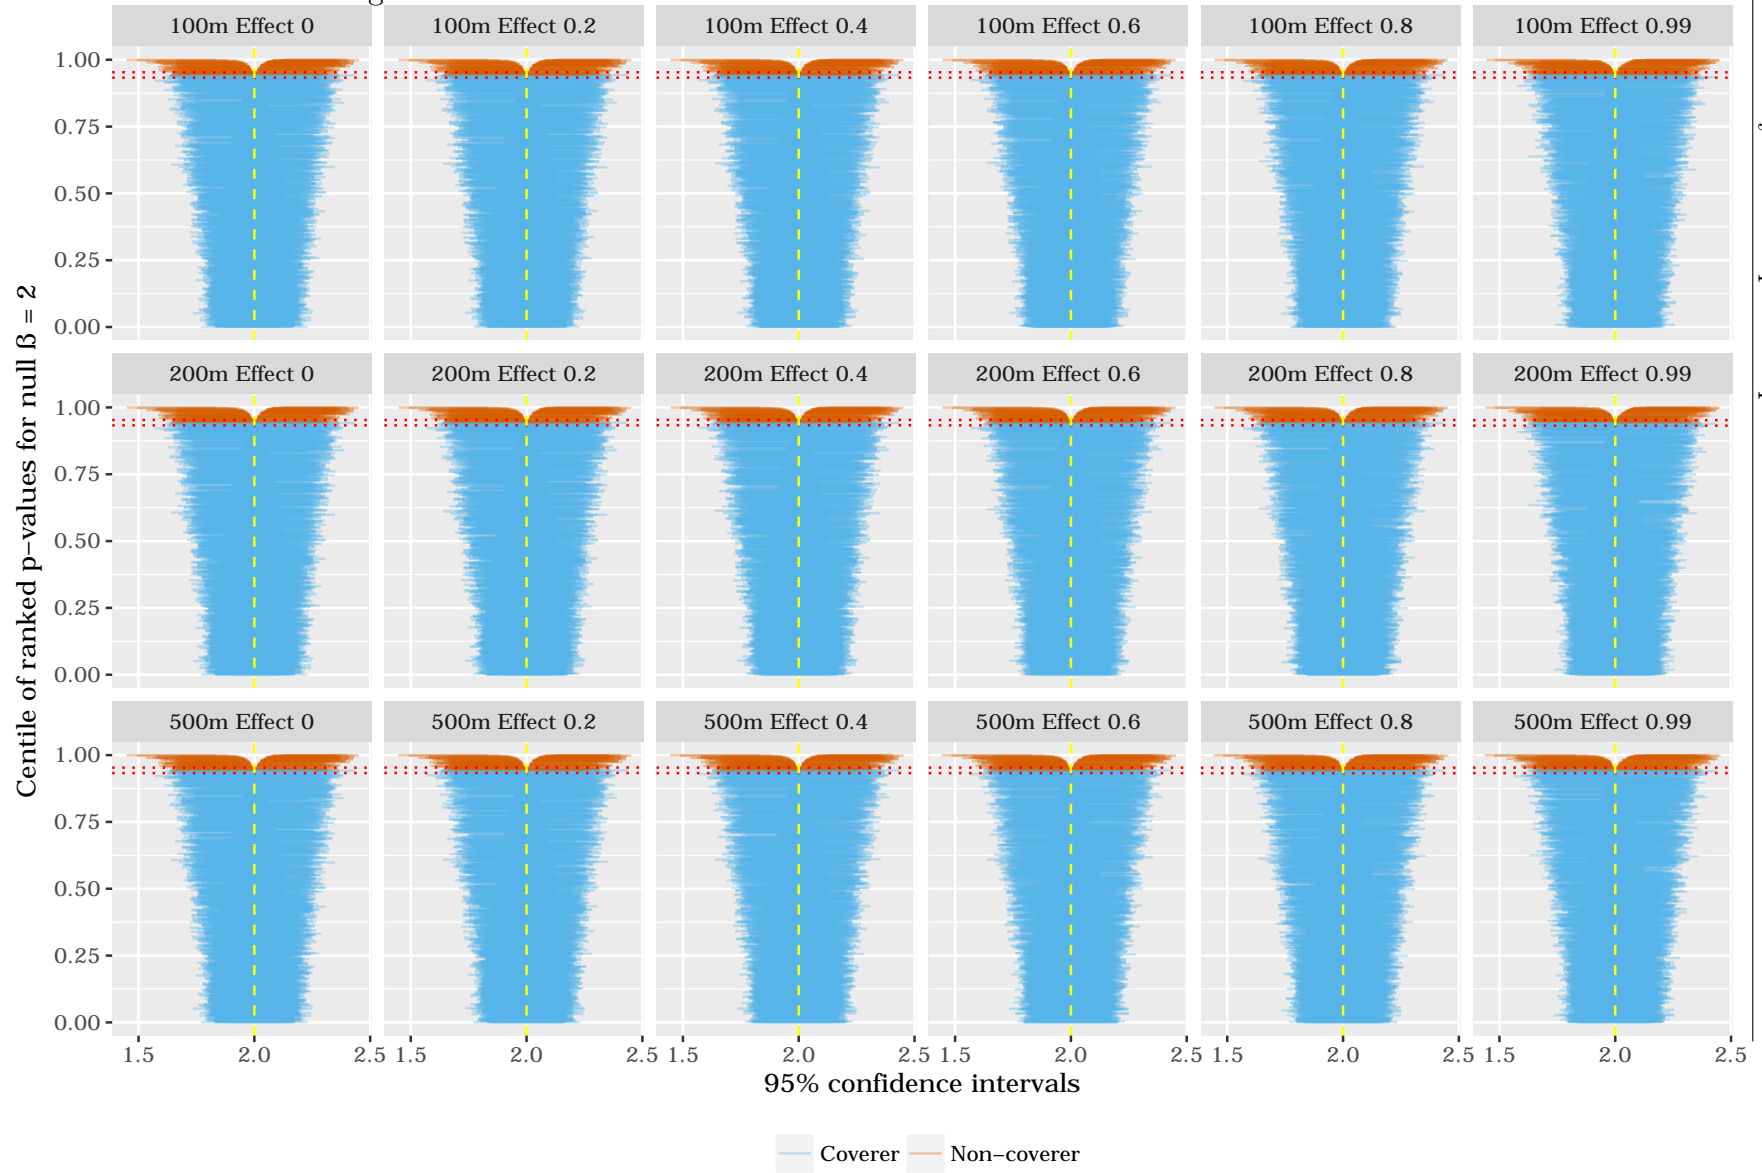 100m Effect 0 100m Effect 0.2 100m Effect 0.4 100m Effect 0.6 100m Effect 0.8 100m Effect 0.99
1.00
0.75
0.50
0.25
0.00
200m Effect 0 200m Effect 0.2 200m Effect 0.4 200m Effect 0.6 200m Effect 0.8 200m Effect 0.99
1.00
0.75
0.50
0.25
0.00
500m Effect 0 500m Effect 0.2 500m Effect 0.4 500m Effect 0.6 500m Effect 0.8 500m Effect 0.99
1.00
0.75
0.50
0.25
0.00
Centile of ranked p−values for null ß = 2
1.5 2.0 2.5 1.5 2.0 2.5 1.5 2.0 2.5 1.5 2.0 2.5 1.5 2.0 2.5 1.5 2.0 2.5
95% confidence intervals
Coverer Non−coverer